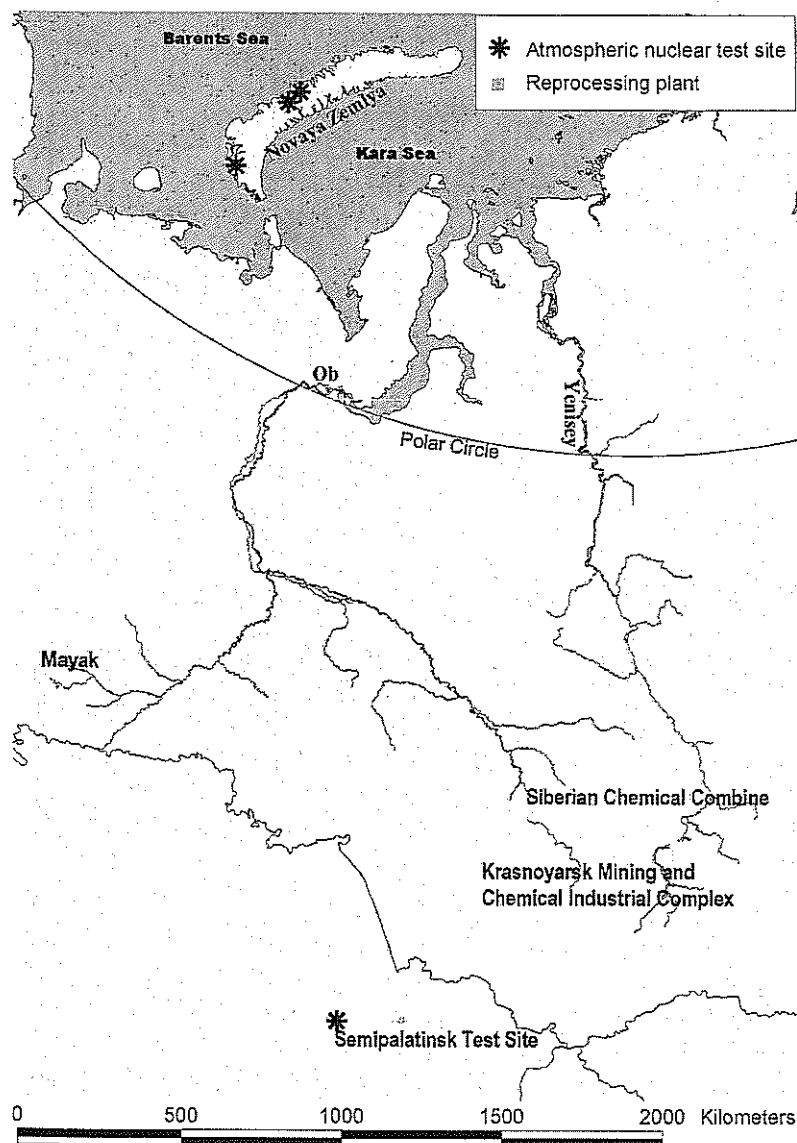 Barents Sea
Atmospheric nuclear test site
Reprocessing plant
Novaya Zemlya
Kara Sea
Ob
Yenisey
Polar Circle
Mayak
Siberian Chemical Combine
Krasnoyarsk Mining and
Chemical Industrial Complex
Semipalatinsk Test Site
0 500 1000 1500 2000 Kilometers